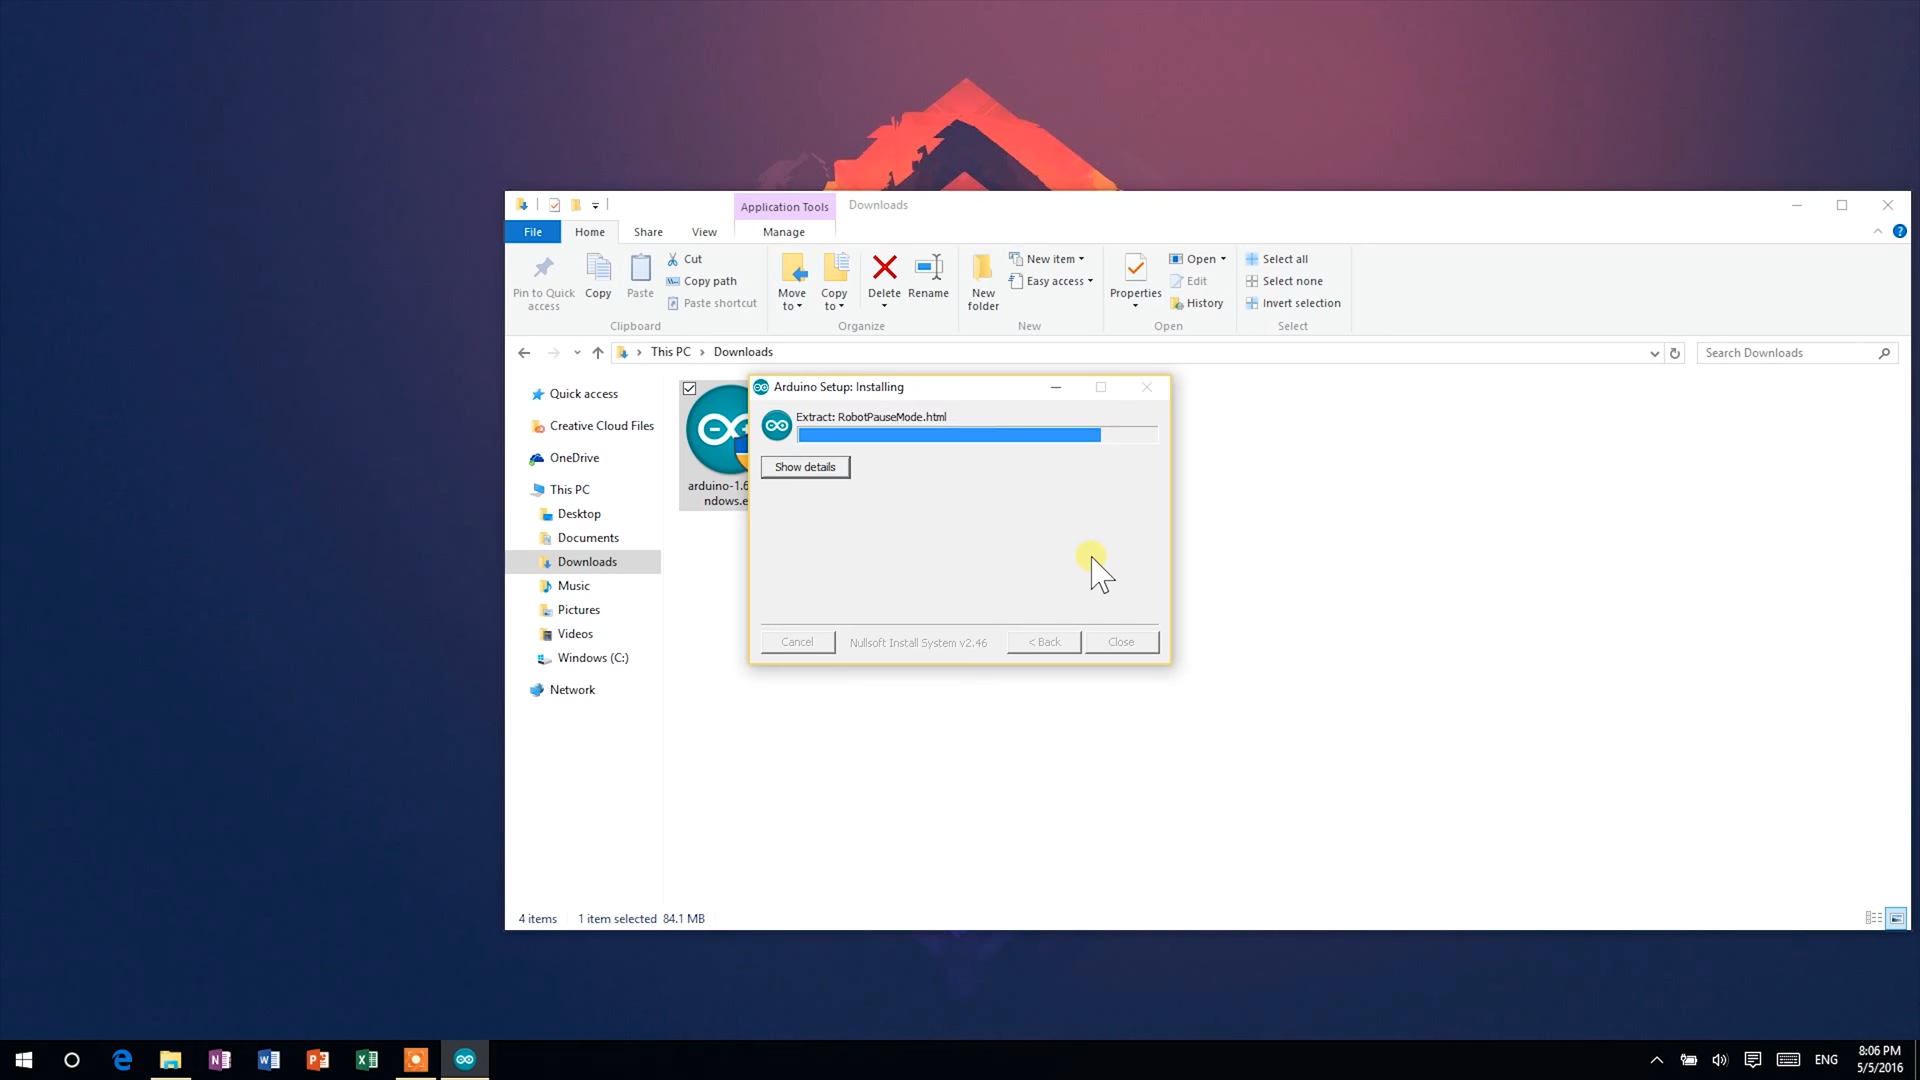 Application Tools
Downloads
File
Home
Share
View
Manage
Pin to Quick access
Copy
Paste
Cut
Copy path
Paste shortcut
Clipboard
Move to
Copy to
Delete
Rename
Organize
New folder
New item
Easy access
New
Properties
Open
Edit
History
Open
Select all
Select none
Invert selection
Select
This PC
Downloads
Search Downloads
Quick access
Creative Cloud Files
OneDrive
This PC
Desktop
Documents
Downloads
Music
Pictures
Videos
Windows (C:)
Network
arduino-1.6
ndows.e
Arduino Setup: Installing
Extract: RobotPauseMode.html
Show details
Cancel
Nullsoft Install System v2.46
< Back
Close
4 items
1 item selected 84.1 MB
ENG
8:06 PM
5/5/2016